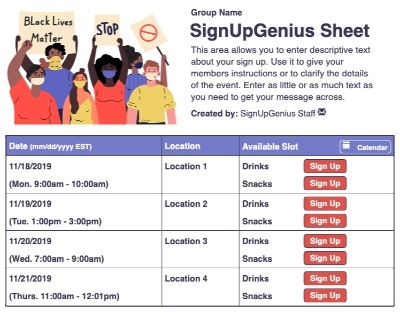 Black Lives
Matter
STOP
Group Name
SignUpGenius Sheet
This area allows you to enter descriptive text
about your sign up. Use it to give your
members instructions or to clarify the details
of the event. Enter as little or as much text as
you need to get your message across.
Created by: SignUpGenius Staff
Date (mm/dd/yyyy EST) Location Available Slot Calendar
11/18/2019 Location 1 Drinks Sign Up
(Mon. 9:00am - 10:00am) Snacks Sign Up
11/19/2019 Location 2 Drinks Sign Up
(Tue. 1:00pm - 3:00pm) Snacks Sign Up
11/20/2019 Location 3 Drinks Sign Up
(Wed. 7:00am - 9:00am) Snacks Sign Up
11/21/2019 Location 4 Drinks Sign Up
(Thurs. 11:00am - 12:01pm) Snacks Sign Up